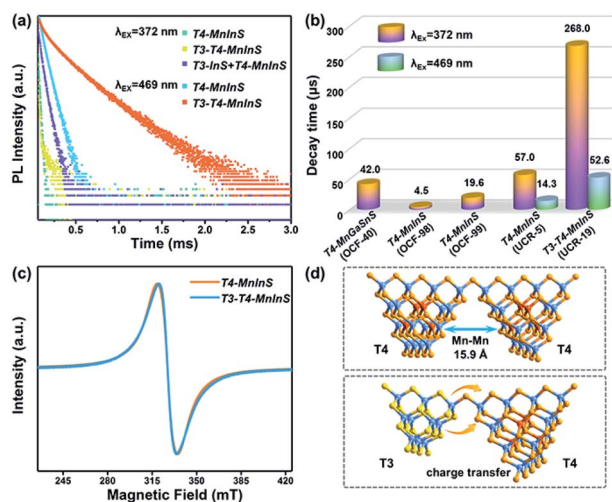 (a)
λEx=372 nm
T4-MnInS
T3-T4-MnInS
T3-InS+T4-MnInS
λEx=469 nm
T4-MnInS
T3-T4-MnInS
PL Intensity (a.u.)
0.5 1.0 1.5 2.0 2.5 3.0
Time (ms)
(b)
λEx=372 nm
λEx=469 nm
Decay time (μs)
300
250
200
150
100
50
0
42.0
4.5
19.6
57.0
14.3
268.0
52.6
T4-MnGaSnS
(OCF-40)
T4-MnInS
(OCF-98)
T4-MnInS
(OCF-99)
T4-MnInS
(UCR-5)
T3-T4-MnInS
(UCR-19)
(c)
T4-MnInS
T3-T4-MnInS
Intensity (a.u.)
245 280 315 350 385 420
Magnetic Field (mT)
(d)
T4
Mn-Mn
15.9 Å
T4
T3
charge transfer
T4